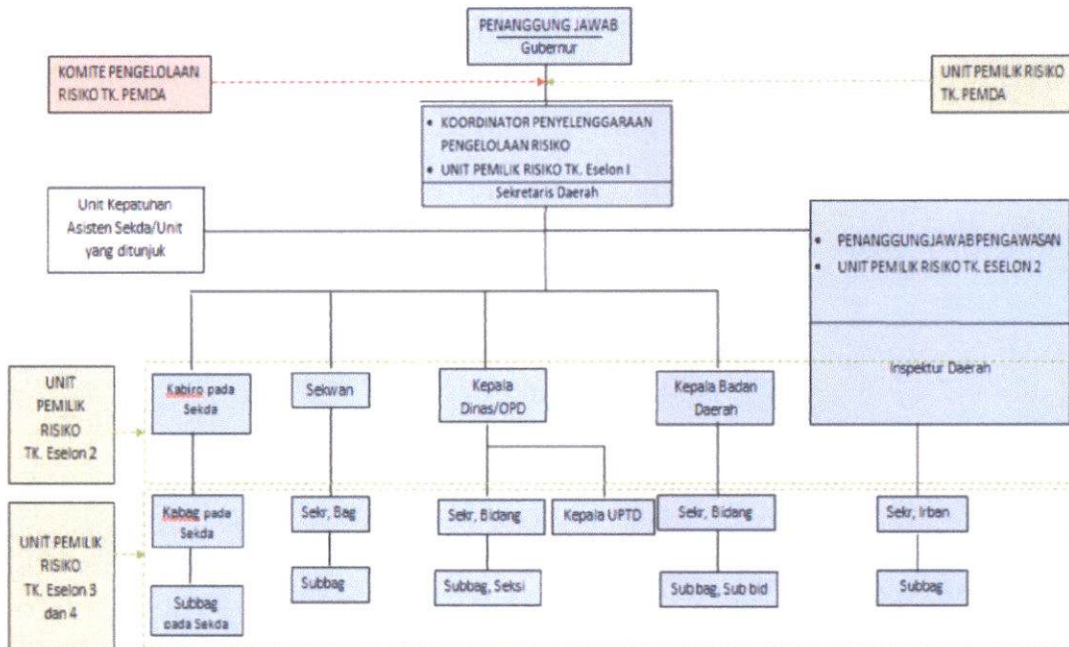 PENANGGUNG JAWAB
Gubernur
KOMITE PENGELOLAAN
RISIKO TK. PEMDA
UNIT PEMILIK RISIKO
TK. PEMDA
• KOORDINATOR PENYELENGGARAAN
PENGELOLAAN RISIKO
• UNIT PEMILIK RISIKO TK. Eselon I
Sekretaris Daerah
Unit Kepatuhan
Asisten Sekda/Unit
yang ditunjuk
• PENANGGUNGJAWAB PENGAWASAN
• UNIT PEMILIK RISIKO TK. ESELON 2
Inspektur Daerah
UNIT
PEMILIK
RISIKO
TK. Eselon 2
Kabiro pada
Sekda
Sekwan
Kepala
Dinas/OPD
Kepala Badan
Daerah
UNIT PEMILIK
RISIKO
TK. Eselon 3
dan 4
Kabag pada
Sekda
Sekr, Bag
Sekr, Bidang
Kepala UPTD
Sekr, Bidang
Sekr, Irban
Subbag
pada Sekda
Subbag
Subbag, Seksi
Subbag, Sub bid
Subbag